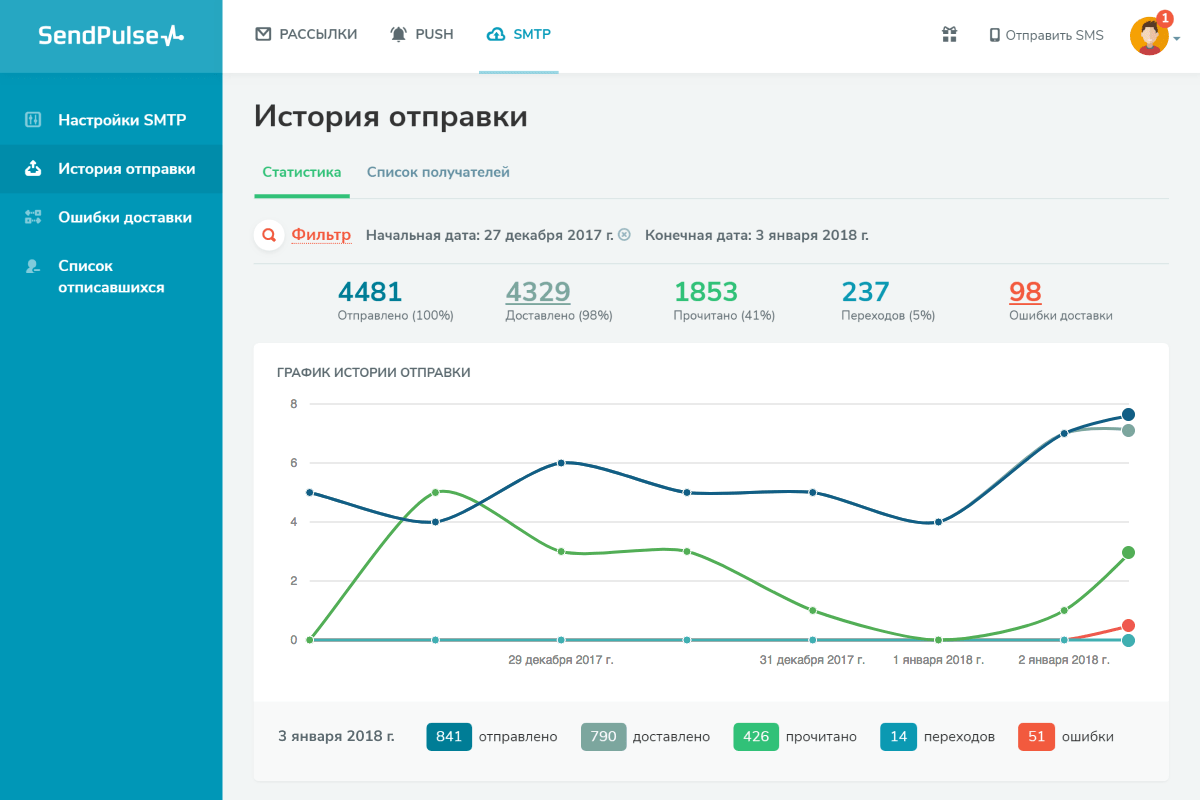 SendPulse
РАССЫЛКИ PUSH SMTP Отправить SMS 1
Настройки SMTP
История отправки
Ошибки доставки
Список
отписавшихся
История отправки
Статистика Список получателей
Фильтр Начальная дата: 27 декабря 2017 г. Конечная дата: 3 января 2018 г.
4481 4329 1853 237 98
Отправлено (100%) Доставлено (98%) Прочитано (41%) Переходов (5%) Ошибки доставки
ГРАФИК ИСТОРИИ ОТПРАВКИ
8
6
4
2
0
29 декабря 2017 г. 31 декабря 2017 г. 1 января 2018 г. 2 января 2018 г.
3 января 2018 г. 841 отправлено 790 доставлено 426 прочитано 14 переходов 51 ошибки